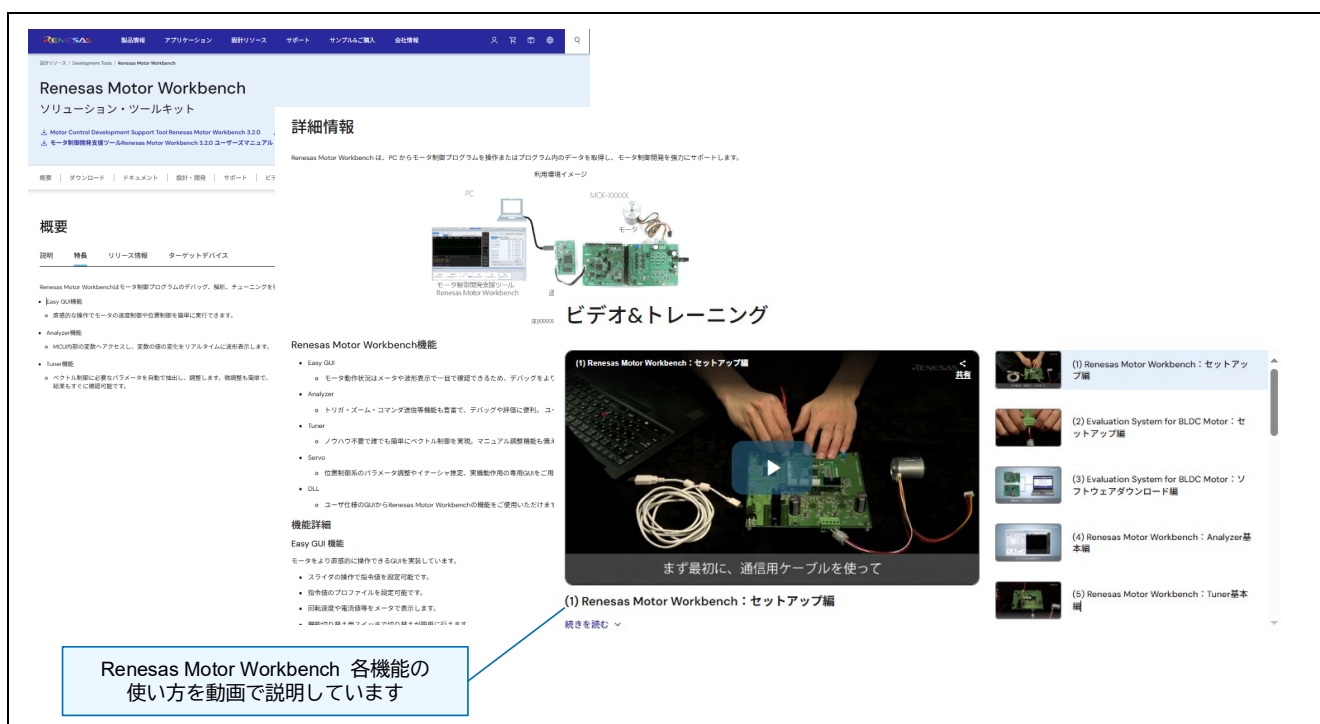 RENESAS 製品情報 アプリケーション 設計リソース サポート サンプル&ご購入 会社情報
設計リソース / Development Tools / Renesas Motor Workbench
Renesas Motor Workbench
ソリューション・ツールキット
Motor Control Development Support Tool Renesas Motor Workbench 3.2.0
モータ制御開発支援ツールRenesas Motor Workbench 3.2.0 ユーザーズマニュアル
概要 | ダウンロード | ドキュメント | 設計・開発 | サポート | ビデ
概要
説明 特長 リリース情報 ターゲットデバイス
Renesas Motor Workbenchはモータ制御プログラムのデバッグ、解析、チューニングを
Easy GUI機能
直感的な操作でモータの速度制御や位置制御を簡単に実行できます。
Analyzer機能
MCU内部の変数へアクセスし、変数の値の変化をリアルタイムに波形表示します。
Tuner機能
ベクトル制御に必要なパラメータを自動で抽出し、調整します。微調整も簡単で、
結果もすぐに確認可能です。
詳細情報
Renesas Motor Workbench は、PC からモータ制御プログラムを操作またはプログラム内のデータを取得し、モータ制御開発を強力にサポートします。
利用環境イメージ
PC
MCK-XXXXX
モータ
モータ制御開発支援ツール
Renesas Motor Workbench
Renesas Motor Workbench機能
Easy GUI
モータ動作状況はメータや波形表示で一目で確認できるため、デバッグをより
Analyzer
トリガ・ズーム・コマンダ送信等機能も豊富で、デバッグや評価に便利。 ユー
Tuner
ノウハウ不要で誰でも簡単にベクトル制御を実現。マニュアル調整機能も備え
Servo
位置制御系のパラメータ調整やイナーシャ推定、実機動作用の専用GUIをご用
DLL
ユーザ仕様のGUIからRenesas Motor Workbenchの機能をご使用いただけます
機能詳細
Easy GUI 機能
モータをより直感的に操作できるGUIを実装しています。
スライダの操作で指令値を設定可能です。
指令値のプロファイルを設定可能です。
回転速度や電流値等をメータで表示します。
ビデオ&トレーニング
(1) Renesas Motor Workbench:セットアップ編
RENESAS
共有
まず最初に、通信用ケーブルを使って
(1) Renesas Motor Workbench:セットアップ編
続きを読む
(1) Renesas Motor Workbench:セットアッ
プ編
(2) Evaluation System for BLDC Motor:セ
ットアップ編
(3) Evaluation System for BLDC Motor:ソ
フトウェアダウンロード編
(4) Renesas Motor Workbench:Analyzer基
本編
(5) Renesas Motor Workbench:Tuner基本
編
Renesas Motor Workbench 各機能の
使い方を動画で説明しています